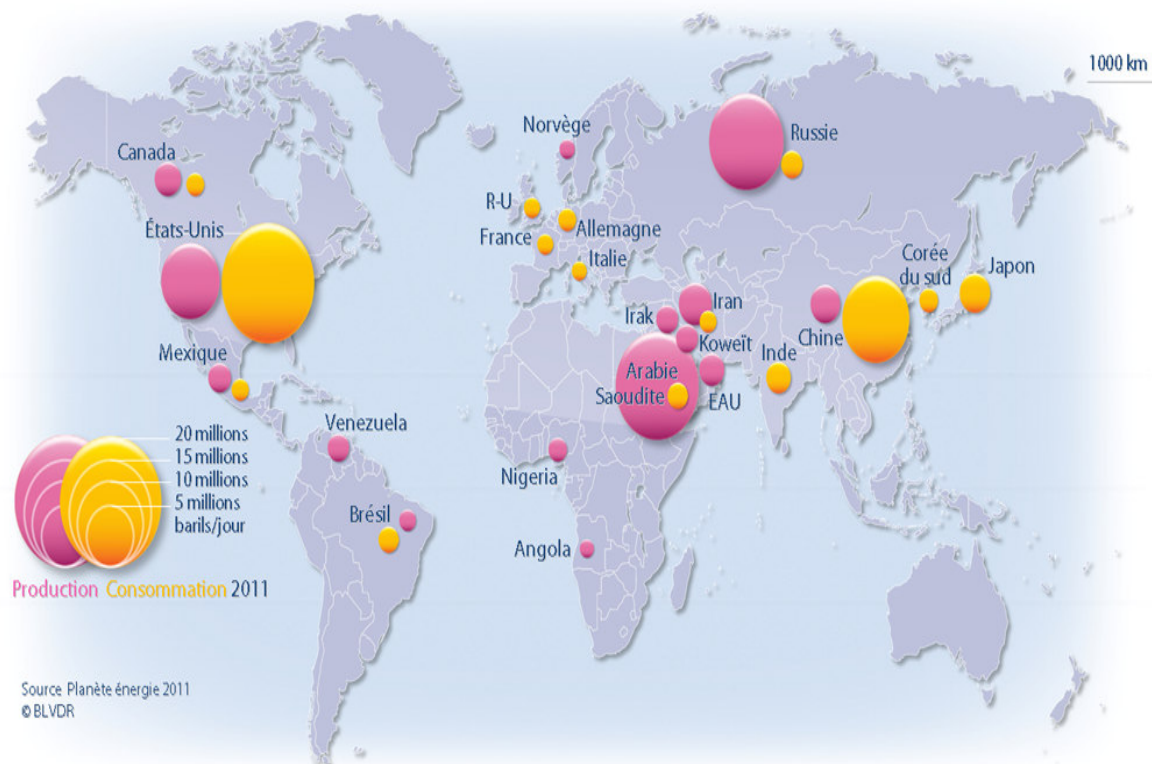 1000 km
Norvège
Russie
Canada
R-U
Allemagne
États-Unis
France
Italie
Corée
du sud
Japon
Iran
Irak
Chine
Koweït
Inde
Mexique
Arabie
Saoudite
EAU
Venezuela
20 millions
15 millions
10 millions
5 millions
barils/jour
Nigeria
Brésil
Angola
Production Consommation 2011
Source Planète énergie 2011
© BLVDR